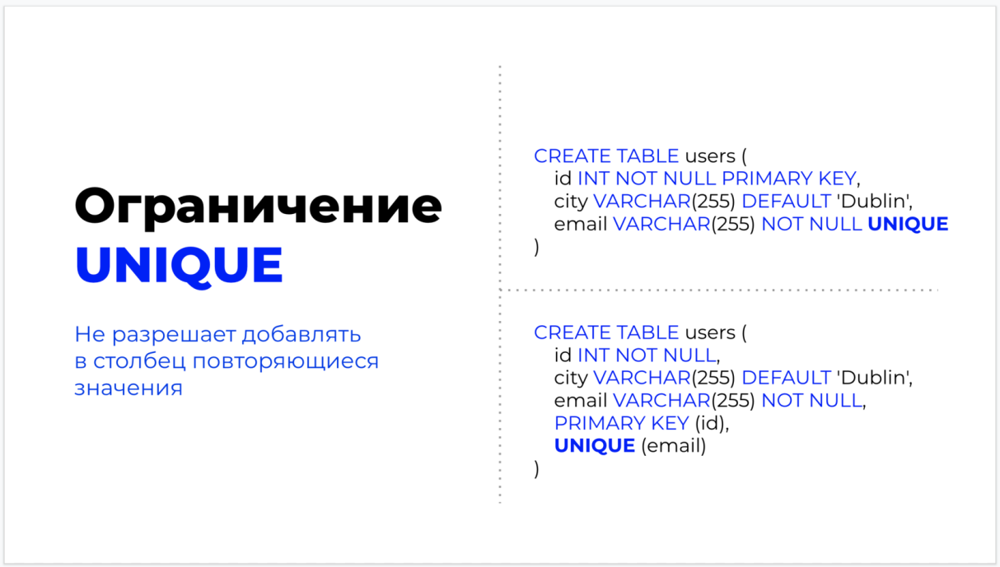 Ограничение
UNIQUE
Не разрешает добавлять
в столбец повторяющиеся
значения
CREATE TABLE users (
id INT NOT NULL PRIMARY KEY,
city VARCHAR(255) DEFAULT 'Dublin',
email VARCHAR(255) NOT NULL UNIQUE
)
CREATE TABLE users (
id INT NOT NULL,
city VARCHAR(255) DEFAULT 'Dublin',
email VARCHAR(255) NOT NULL,
PRIMARY KEY (id),
UNIQUE (email)
)